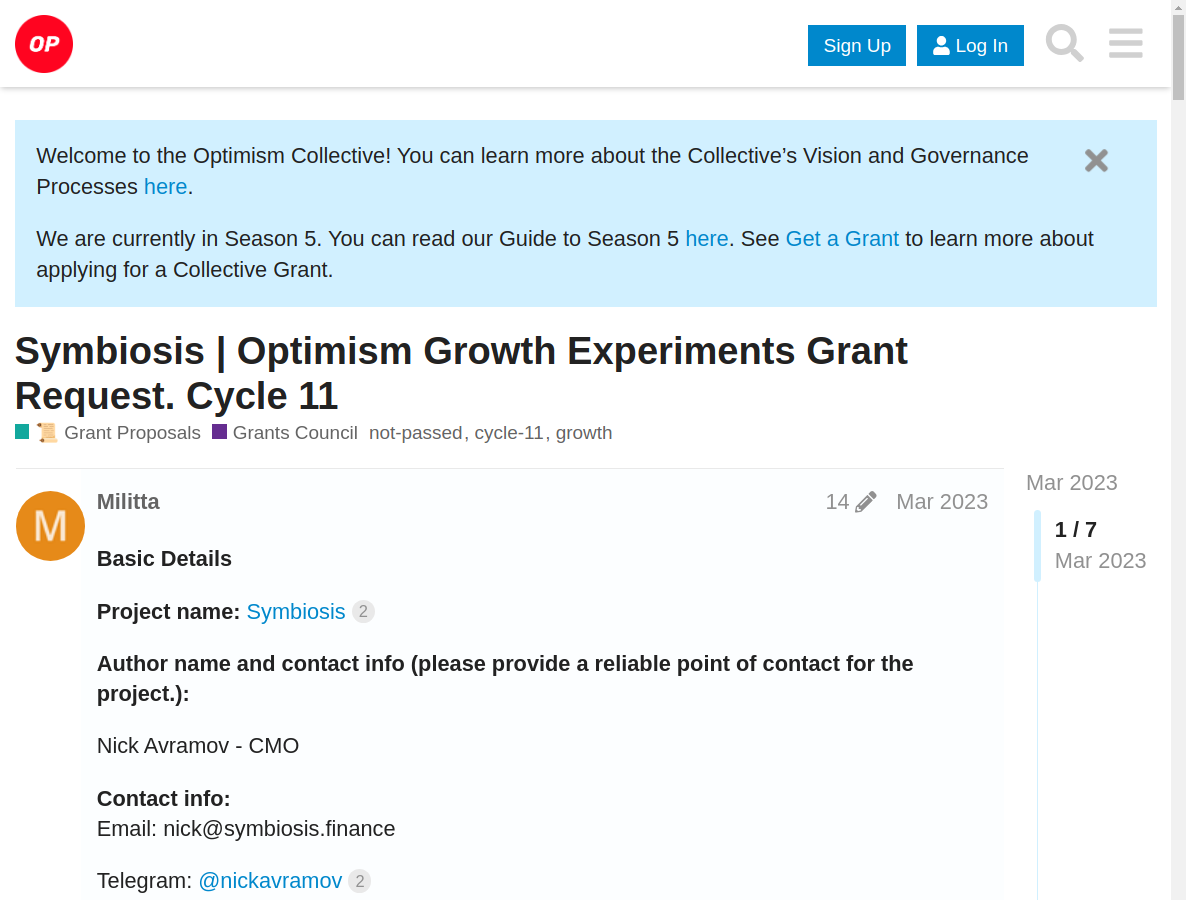 OP
Sign Up
Log In
Welcome to the Optimism Collective! You can learn more about the Collective’s Vision and Governance
Processes here.
We are currently in Season 5. You can read our Guide to Season 5 here. See Get a Grant to learn more about
applying for a Collective Grant.
Symbiosis | Optimism Growth Experiments Grant
Request. Cycle 11
📜 Grant Proposals Grants Council not-passed, cycle-11, growth
M
Militta
14 Mar 2023
Mar 2023
1 / 7
Mar 2023
Basic Details
Project name: Symbiosis 2
Author name and contact info (please provide a reliable point of contact for the
project.):
Nick Avramov - CMO
Contact info:
Email: nick@symbiosis.finance
Telegram: @nickavramov 2